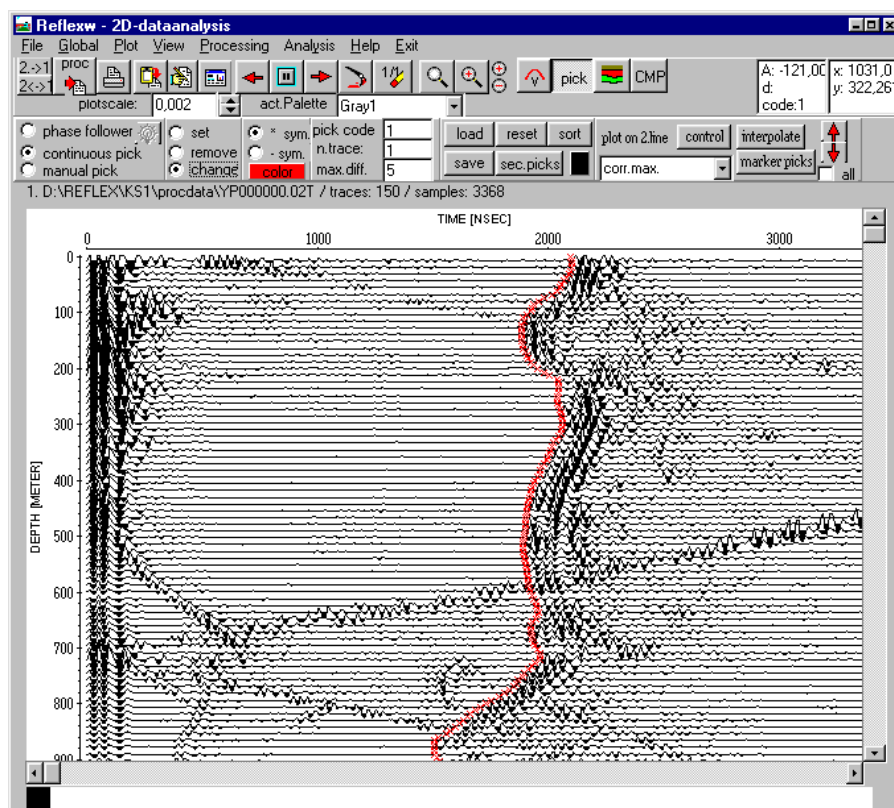 Reflexw - 2D-dataanalysis
File Global Plot View Processing Analysis Help Exit
2.->1 proc 1/1 pick CMP A: -121,00 x: 1031,0
2<->1 d: y: 322,26
code:1
plotscale: 0,002 act.Palette Gray1
phase follower set * sym. pick code 1 load reset sort plot on 2.line control interpolate
continuous pick remove - sym. n.trace: 1
manual pick change color max.diff. 5 save sec.picks corr.max. marker picks all
1. D:\REFLEX\KS1\procdata\YP000000.02T / traces: 150 / samples: 3368
TIME [NSEC]
0 1000 2000 3000
DEPTH [METER]
0
100
200
300
400
500
600
700
800
900